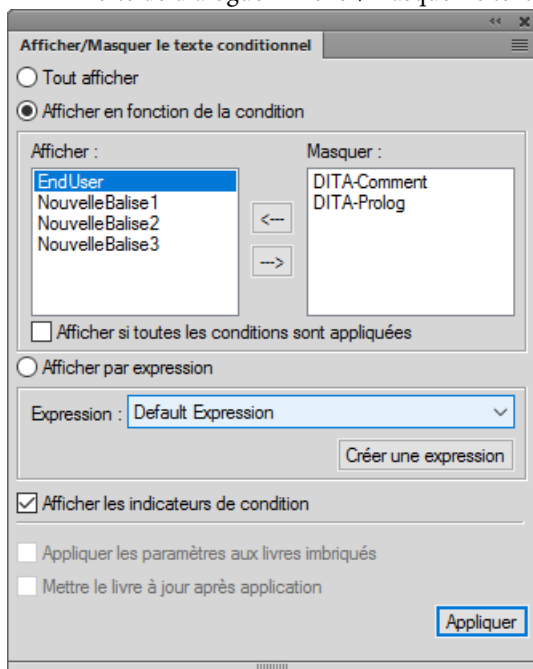 Afficher/Masquer le texte conditionnel
Tout afficher
Afficher en fonction de la condition
Afficher :
Masquer :
EndUser
NouvelleBalise1
NouvelleBalise2
NouvelleBalise3
DITA-Comment
DITA-Prolog
<---
--->
Afficher si toutes les conditions sont appliquées
Afficher par expression
Expression : Default Expression
Créer une expression
Afficher les indicateurs de condition
Appliquer les paramètres aux livres imbriqués
Mettre le livre à jour après application
Appliquer